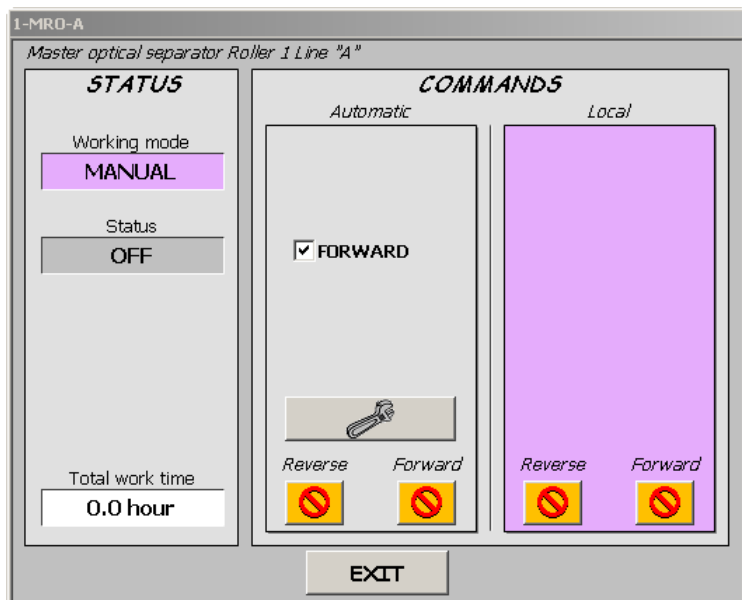 1-MRO-A
Master optical separator Roller 1 Line "A"
STATUS
Working mode
MANUAL
Status
OFF
Total work time
0.0 hour
COMMANDS
Automatic
FORWARD
Reverse Forward
Local
Reverse Forward
EXIT